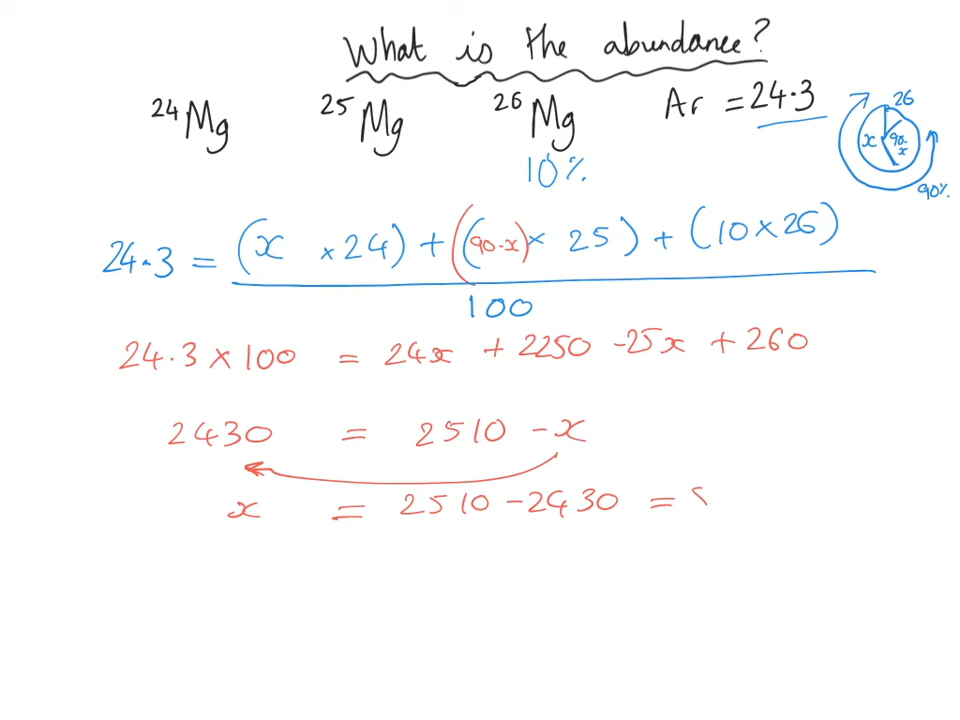 What is the abundance?
²⁴Mg ²⁵Mg ²⁶Mg Ar = 24.3
10%
26
x 90-x
90%
24.3 = (x × 24) + ((90-x) × 25) + (10 × 26)
100
24.3 × 100 = 24x + 2250 -25x + 260
2430 = 2510 - x
x = 2510 - 2430 =